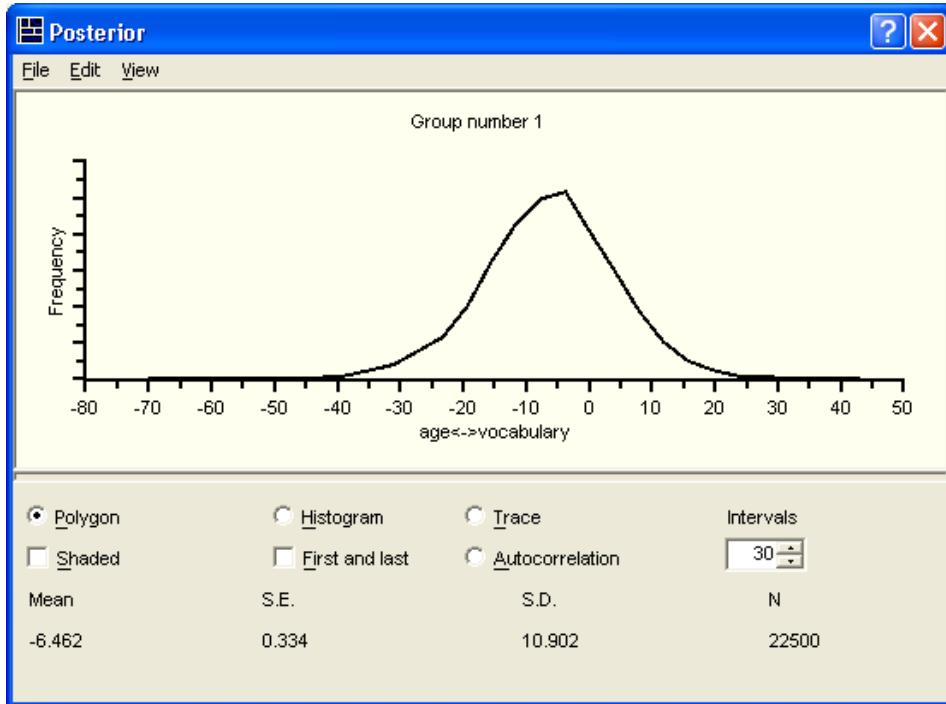 Posterior
File Edit View
Group number 1
Frequency
-80 -70 -60 -50 -40 -30 -20 -10 0 10 20 30 40 50
age<->vocabulary
Polygon Histogram Trace Intervals
Shaded First and last Autocorrelation 30
Mean S.E. S.D. N
-6.462 0.334 10.902 22500